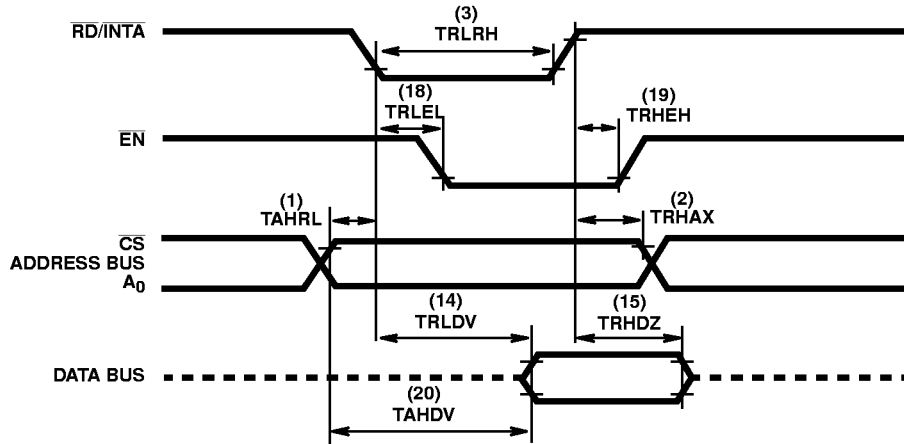 (3)
RD/INTA
TRLRH
(18)
TRLEL
(19)
TRHEH
EN
(1)
TAHRL
(2)
TRHAX
CS
ADDRESS BUS
A0
(14)
TRLDV
(15)
TRHDZ
DATA BUS
(20)
TAHDV